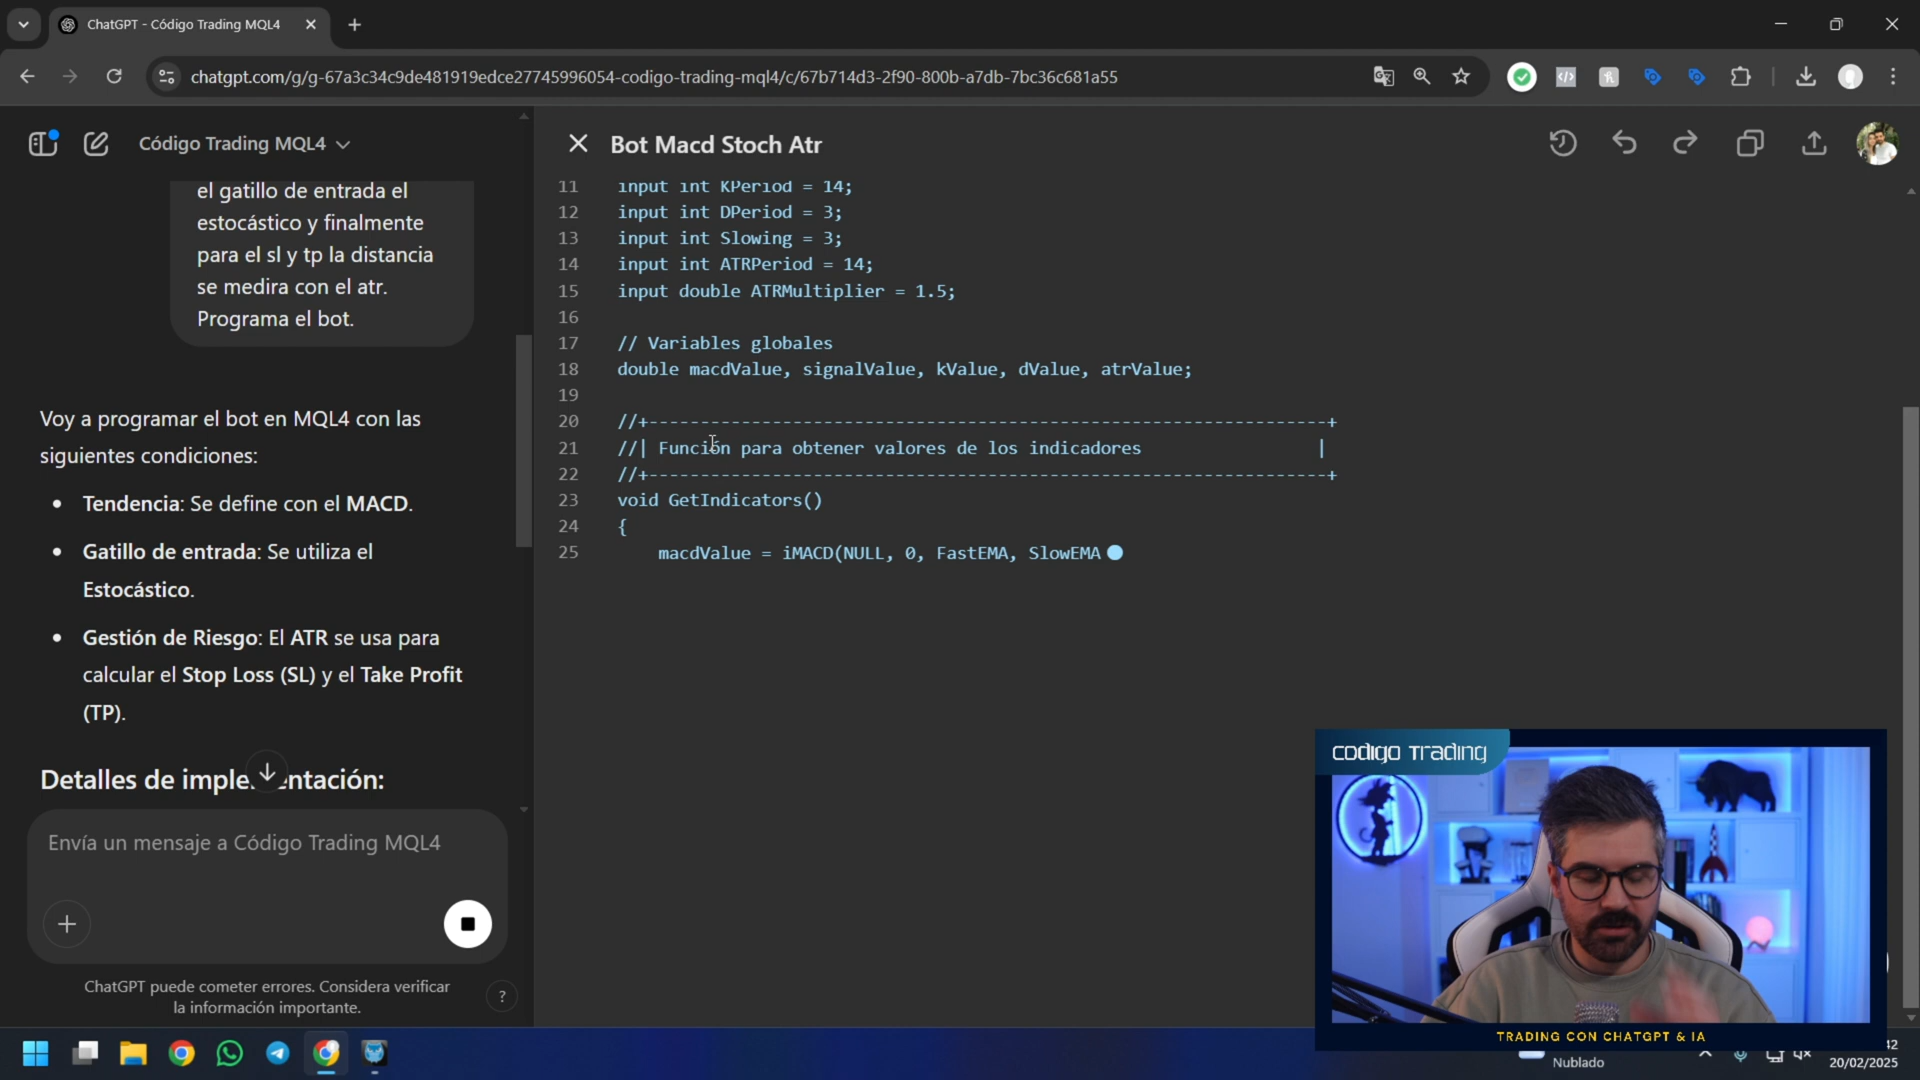 ChatGPT - Código Trading MQL4
chatgpt.com/g/g-67a3c34c9de481919edce27745996054-codigo-trading-mql4/c/67b714d3-2f90-800b-a7db-7bc36c681a55
Código Trading MQL4
el gatillo de entrada el
estocástico y finalmente
para el sl y tp la distancia
se medira con el atr.
Programa el bot.
Voy a programar el bot en MQL4 con las
siguientes condiciones:
• Tendencia: Se define con el MACD.
• Gatillo de entrada: Se utiliza el
Estocástico.
• Gestión de Riesgo: El ATR se usa para
calcular el Stop Loss (SL) y el Take Profit
(TP).
Detalles de imple entación:
Envía un mensaje a Código Trading MQL4
ChatGPT puede cometer errores. Considera verificar
la información importante.
?
Bot Macd Stoch Atr
11 input int KPeriod = 14;
12 input int DPeriod = 3;
13 input int Slowing = 3;
14 input int ATRPeriod = 14;
15 input double ATRMultiplier = 1.5;
16
17 // Variables globales
18 double macdValue, signalValue, kValue, dValue, atrValue;
19
20 //+------------------------------------------------------------------+
21 //| Función para obtener valores de los indicadores |
22 //+------------------------------------------------------------------+
23 void GetIndicators()
24 {
25 macdValue = iMACD(NULL, 0, FastEMA, SlowEMA
codigo Trading
TRADING CON CHATGPT & IA
Nublado
42
20/02/2025